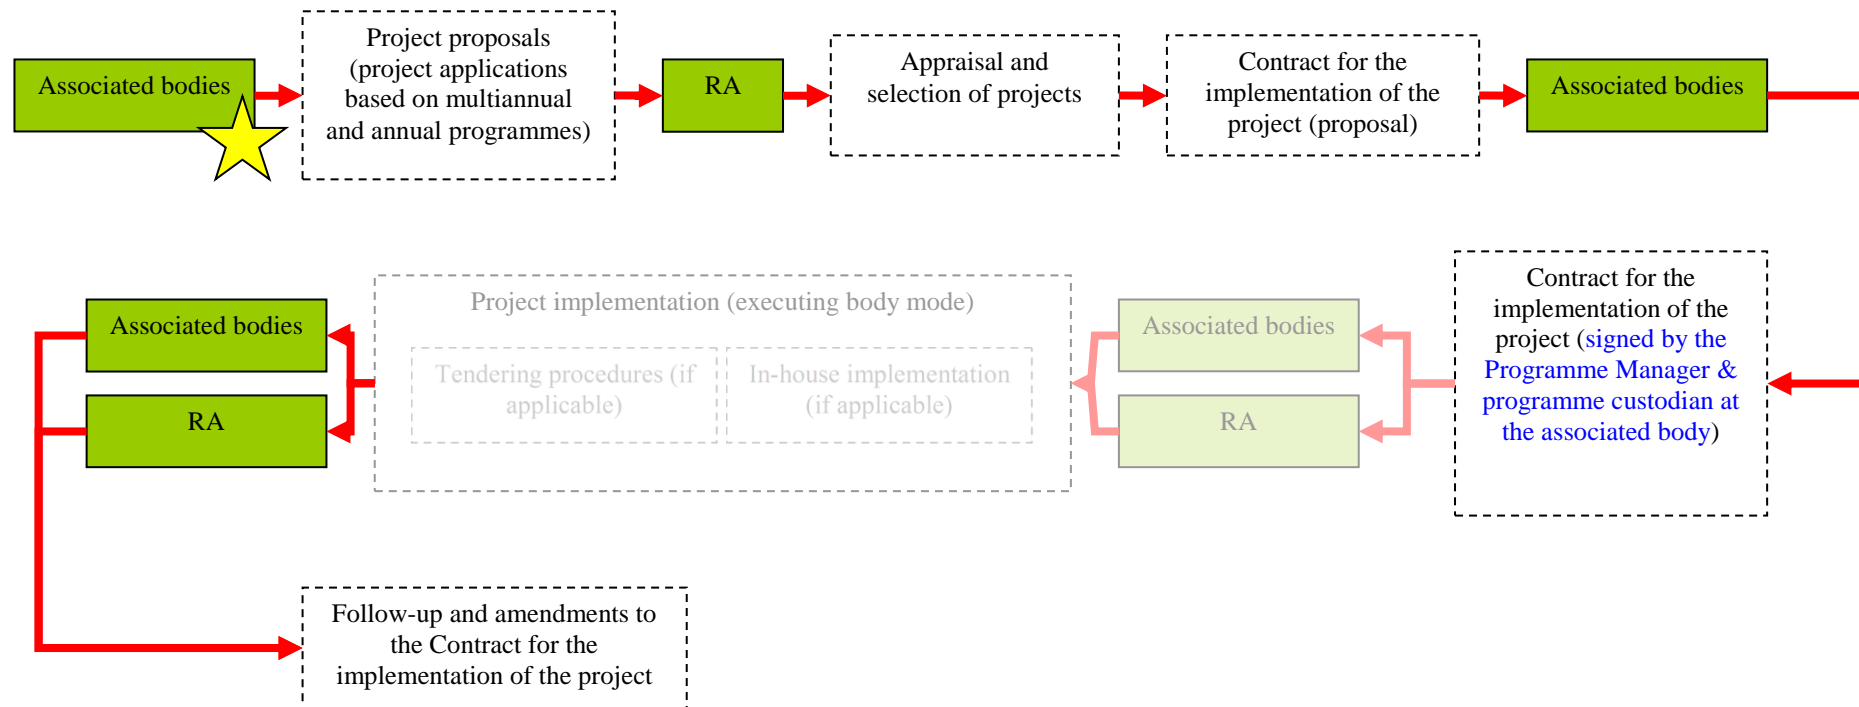 Associated bodies
Project proposals
(project applications
based on multiannual
and annual programmes)
RA
Appraisal and
selection of projects
Contract for the
implementation of the
project (proposal)
Associated bodies
Associated bodies
RA
Project implementation (executing body mode)
Tendering procedures (if
applicable)
In-house implementation
(if applicable)
Associated bodies
RA
Contract for the
implementation of the
project (signed by the
Programme Manager &
programme custodian at
the associated body)
Follow-up and amendments to
the Contract for the
implementation of the project